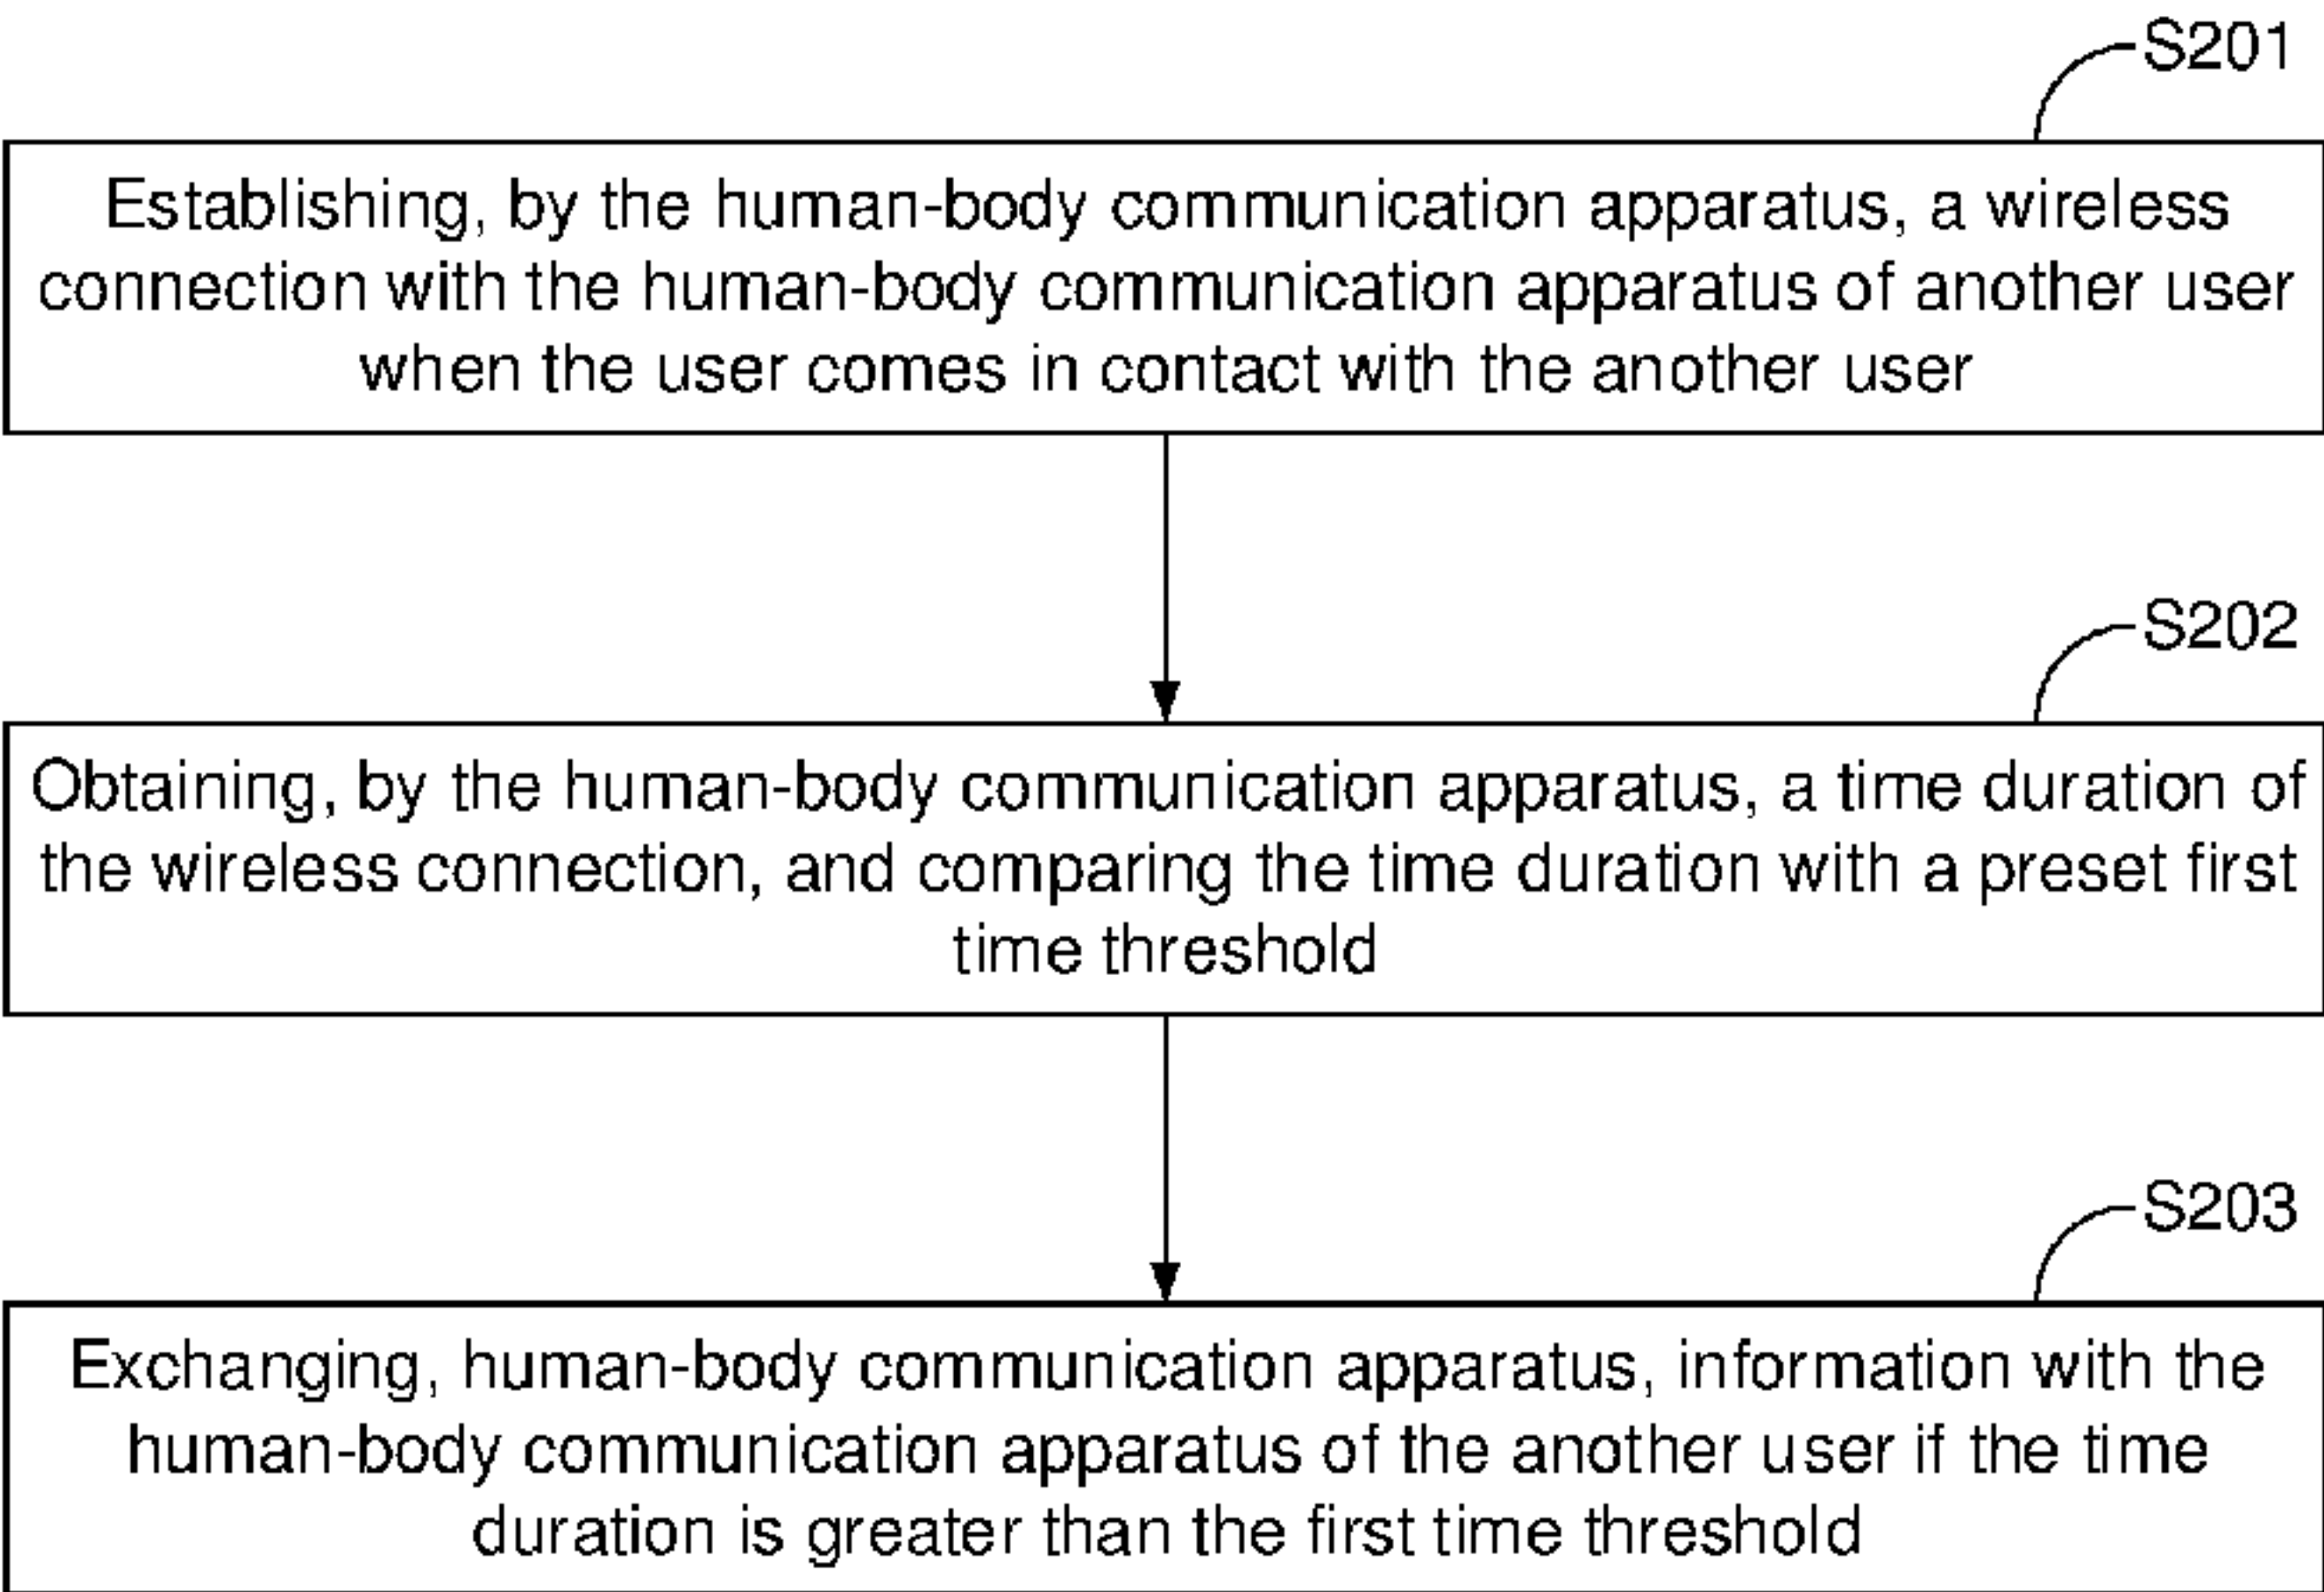 S201
Establishing, by the human-body communication apparatus, a wireless
connection with the human-body communication apparatus of another user
when the user comes in contact with the another user
S202
Obtaining, by the human-body communication apparatus, a time duration of
the wireless connection, and comparing the time duration with a preset first
time threshold
S203
Exchanging, human-body communication apparatus, information with the
human-body communication apparatus of the another user if the time
duration is greater than the first time threshold